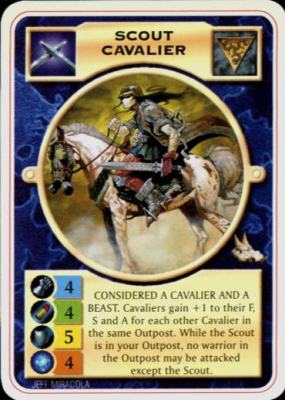 SCOUT
CAVALIER
4
4
5
4
CONSIDERED A CAVALIER AND A
BEAST. Cavaliers gain +1 to their F,
S and A for each other Cavalier in
the same Outpost. While the Scout
is in your Outpost, no warrior in
the Outpost may be attacked
except the Scout.
JEFF MIRACOLA